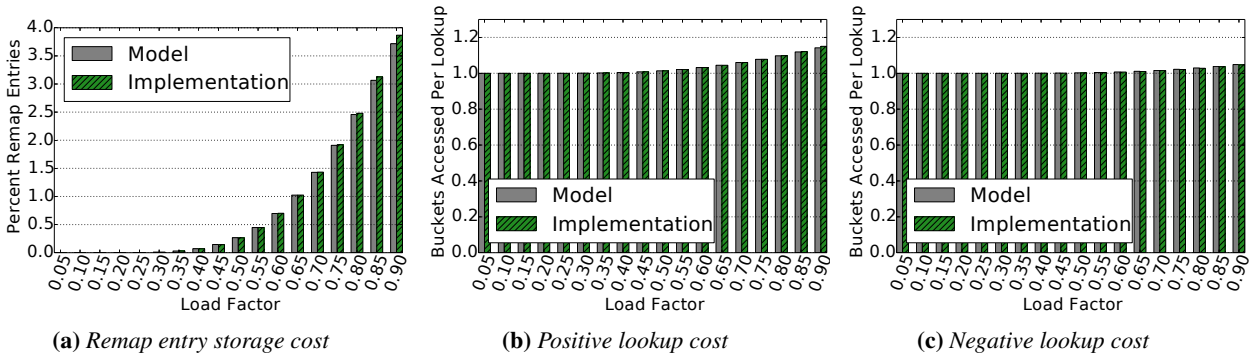 4.0
3.5
3.0
2.5
2.0
1.5
1.0
0.5
0.0
Percent Remap Entries
Model
Implementation
0.05 0.10 0.15 0.20 0.25 0.30 0.35 0.40 0.45 0.50 0.55 0.60 0.65 0.70 0.75 0.80 0.85 0.90
Load Factor
(a) Remap entry storage cost
1.2
1.0
0.8
0.6
0.4
0.2
0.0
Buckets Accessed Per Lookup
Model
Implementation
0.05 0.10 0.15 0.20 0.25 0.30 0.35 0.40 0.45 0.50 0.55 0.60 0.65 0.70 0.75 0.80 0.85 0.90
Load Factor
(b) Positive lookup cost
1.2
1.0
0.8
0.6
0.4
0.2
0.0
Buckets Accessed Per Lookup
Model
Implementation
0.05 0.10 0.15 0.20 0.25 0.30 0.35 0.40 0.45 0.50 0.55 0.60 0.65 0.70 0.75 0.80 0.85 0.90
Load Factor
(c) Negative lookup cost